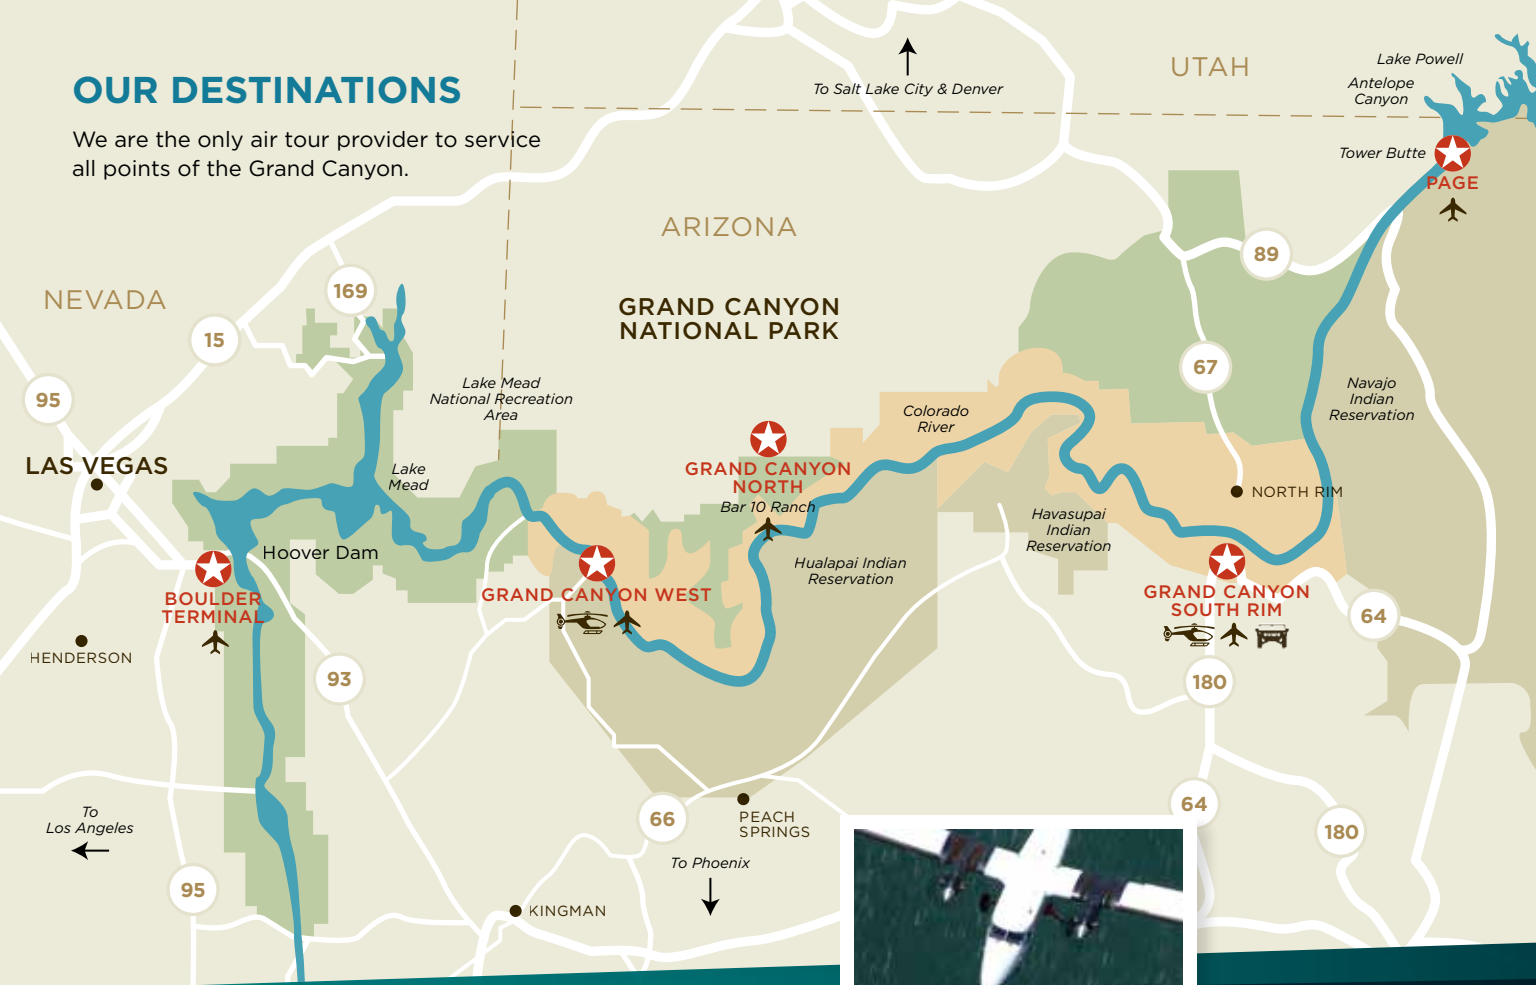 OUR DESTINATIONS
We are the only air tour provider to service
all points of the Grand Canyon.
To Salt Lake City & Denver
UTAH
Lake Powell
Antelope
Canyon
Tower Butte
PAGE
ARIZONA
NEVADA
GRAND CANYON
NATIONAL PARK
89
169
15
95
67
Lake Mead
National Recreation
Area
Navajo
Indian
Reservation
Colorado
River
LAS VEGAS
Lake
Mead
GRAND CANYON
NORTH
Bar 10 Ranch
NORTH RIM
Havasupai
Indian
Reservation
Hoover Dam
Hualapai Indian
Reservation
BOULDER
TERMINAL
GRAND CANYON WEST
GRAND CANYON
SOUTH RIM
64
HENDERSON
93
180
To
Los Angeles
66
PEACH
SPRINGS
64
180
To Phoenix
95
KINGMAN